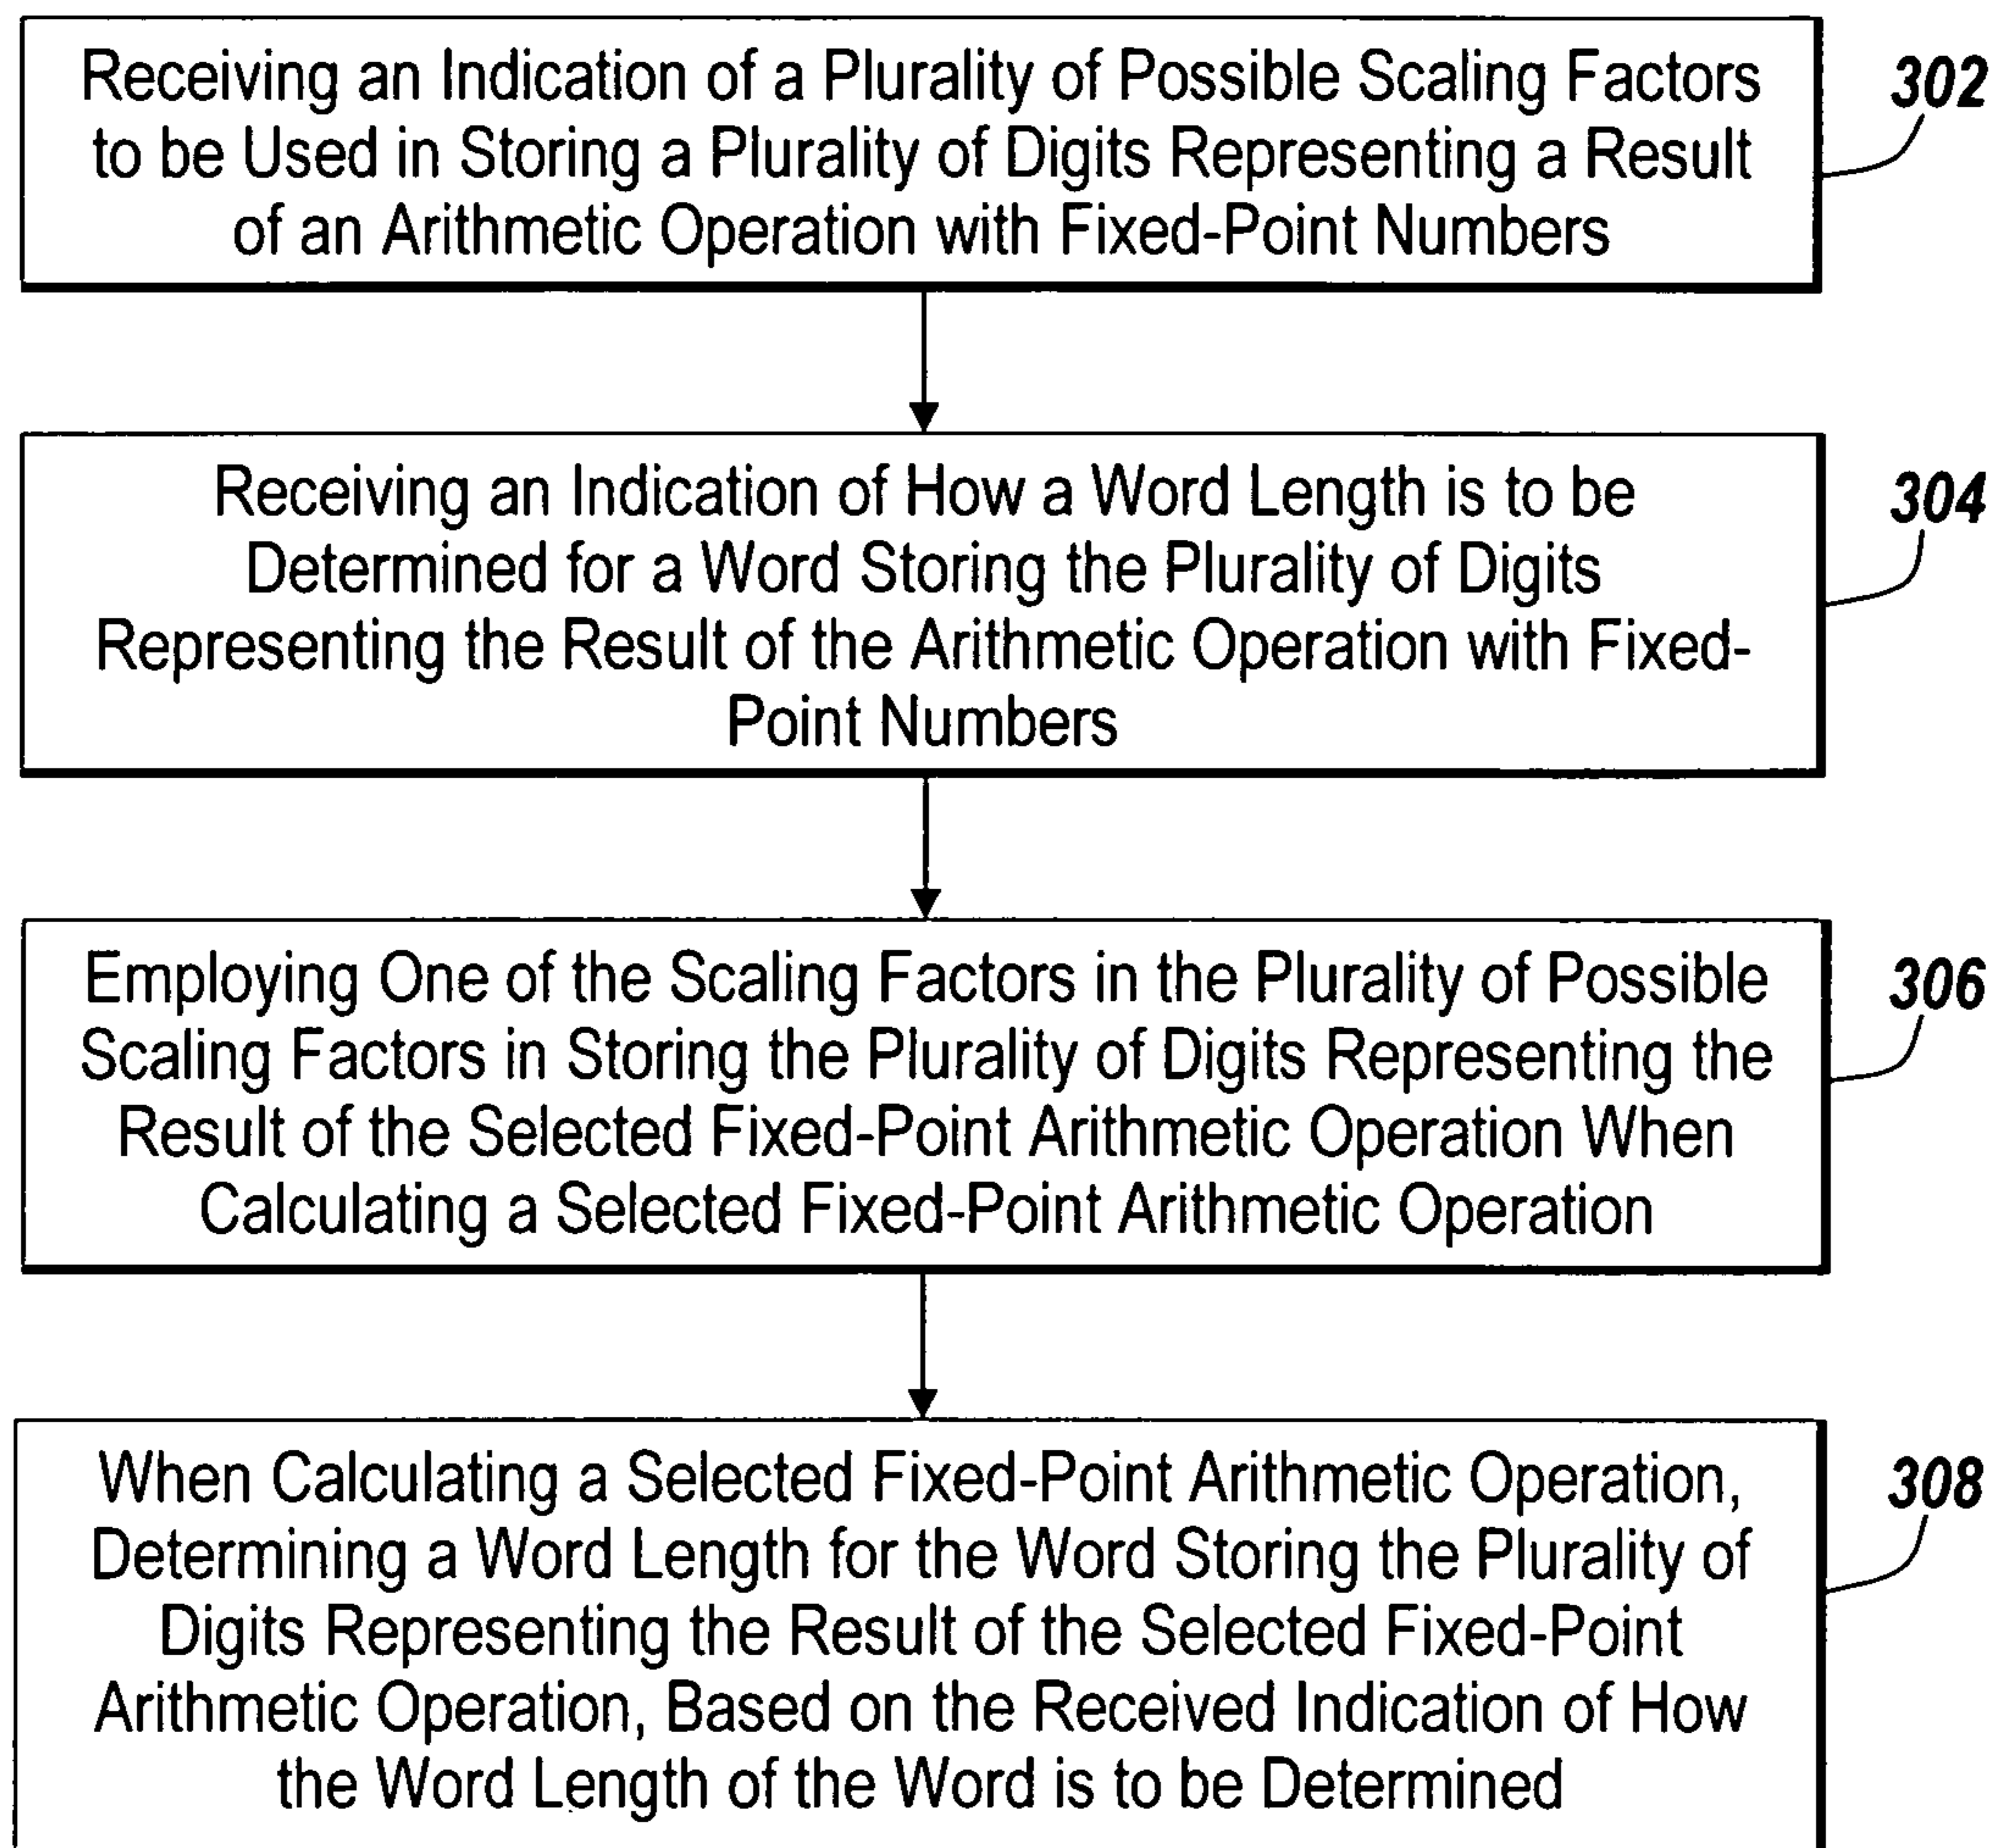 Receiving an Indication of a Plurality of Possible Scaling Factors
to be Used in Storing a Plurality of Digits Representing a Result
of an Arithmetic Operation with Fixed-Point Numbers
302
Receiving an Indication of How a Word Length is to be
Determined for a Word Storing the Plurality of Digits
Representing the Result of the Arithmetic Operation with Fixed-
Point Numbers
304
Employing One of the Scaling Factors in the Plurality of Possible
Scaling Factors in Storing the Plurality of Digits Representing the
Result of the Selected Fixed-Point Arithmetic Operation When
Calculating a Selected Fixed-Point Arithmetic Operation
306
When Calculating a Selected Fixed-Point Arithmetic Operation,
Determining a Word Length for the Word Storing the Plurality of
Digits Representing the Result of the Selected Fixed-Point
Arithmetic Operation, Based on the Received Indication of How
the Word Length of the Word is to be Determined
308